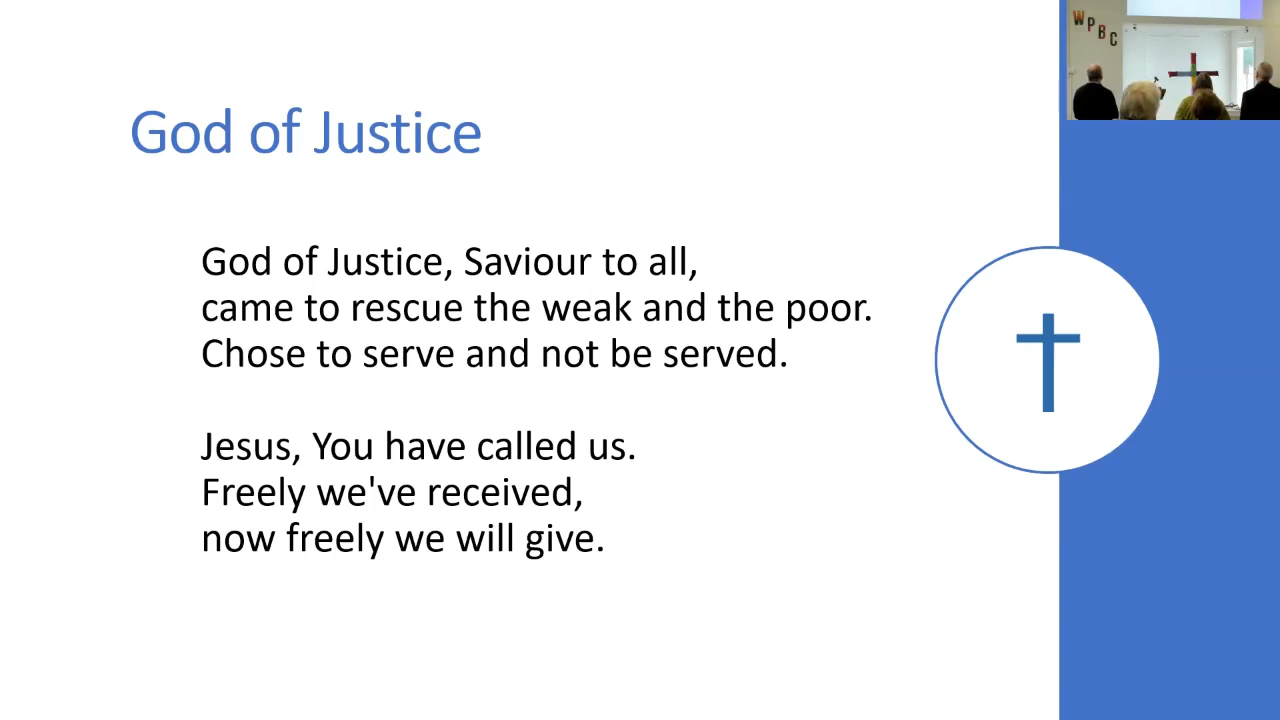 WPBC
God of Justice
God of Justice, Saviour to all,
came to rescue the weak and the poor.
Chose to serve and not be served.
Jesus, You have called us.
Freely we've received,
now freely we will give.